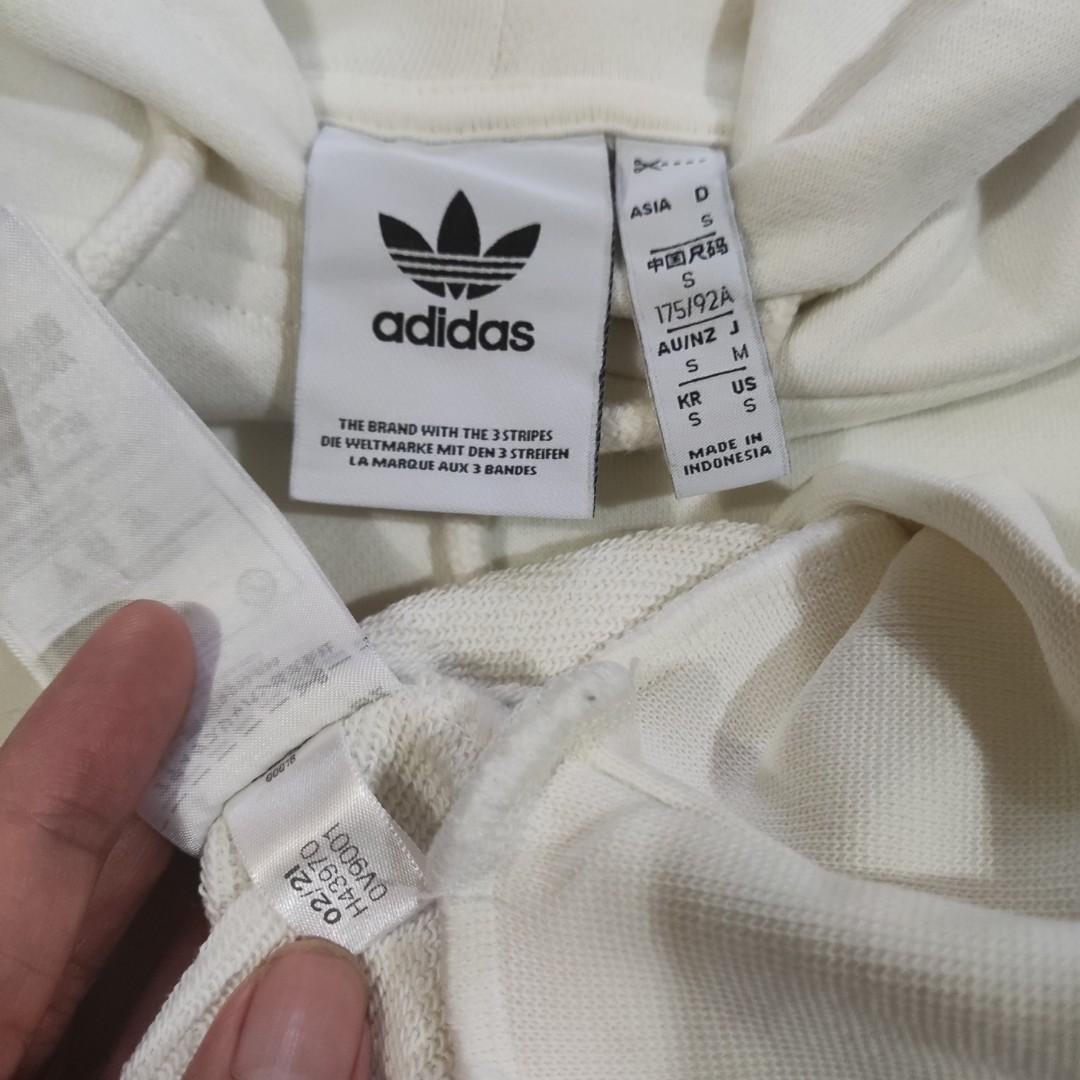 adidas
THE BRAND WITH THE 3 STRIPES
DIE WELTMARKE MIT DEN 3 STREIFEN
LA MARQUE AUX 3 BANDES
ASIA D
S
中国尺码
S
175/92A
AU/NZ J
S M
KR US
S S
MADE IN
INDONESIA
02/21
H43970
0V9001